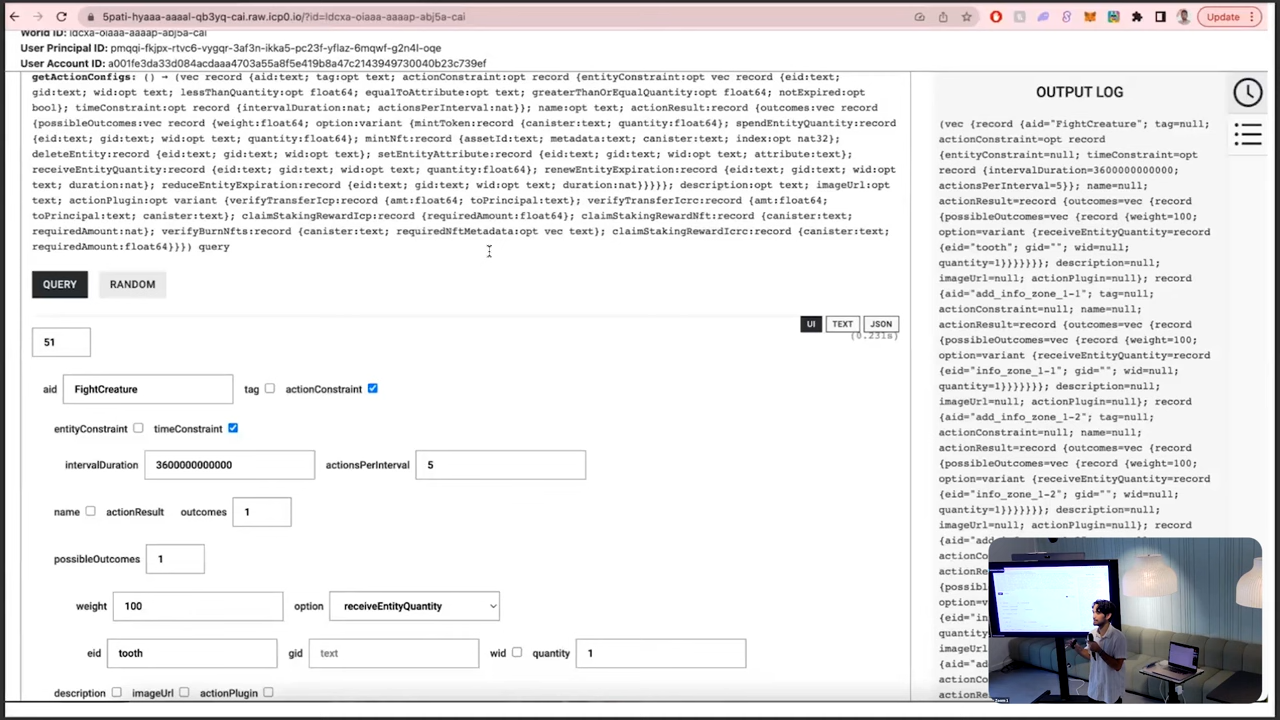 5pati-hyaaa-aaaal-qb3yq-cai.raw.icp0.io/?id=ldcxa-oiaaa-aaaap-abj5a-cai
Update
World ID: ldcxa-oiaaa-aaaap-abj5a-cai
User Principal ID: pmqqi-fkjpx-rtvc6-vygqr-3af3n-ikka5-pc23f-yflaz-6mqwf-g2n4l-oqe
User Account ID: a001fe3da33d084acdaaa4703a55a8f5e419b8a47c2143949730040b23c739ef
getActionConfigs: () → (vec record {aid:text; tag:opt text; actionConstraint:opt record {entityConstraint:opt vec record {eid:text;
gid:text; wid:opt text; lessThanQuantity:opt float64; equalToAttribute:opt text; greaterThanOrEqualQuantity:opt float64; notExpired:opt
bool}; timeConstraint:opt record {intervalDuration:nat; actionsPerInterval:nat}}; name:opt text; actionResult:record {outcomes:vec record
{possibleOutcomes:vec record {weight:float64; option:variant {mintToken:record {canister:text; quantity:float64}; spendEntityQuantity:record
{eid:text; gid:text; wid:opt text; quantity:float64}; mintNft:record {assetId:text; metadata:text; canister:text; index:opt nat32};
deleteEntity:record {eid:text; gid:text; wid:opt text}; setEntityAttribute:record {eid:text; gid:text; wid:opt text; attribute:text};
receiveEntityQuantity:record {eid:text; gid:text; wid:opt text; quantity:float64}; renewEntityExpiration:record {eid:text; gid:text; wid:opt
text; duration:nat}; reduceEntityExpiration:record {eid:text; gid:text; wid:opt text; duration:nat}}}}}; description:opt text; imageUrl:opt
text; actionPlugin:opt variant {verifyTransferIcp:record {amt:float64; toPrincipal:text}; verifyTransferIcrc:record {amt:float64;
toPrincipal:text; canister:text}; claimStakingRewardIcp:record {requiredAmount:float64}; claimStakingRewardNft:record {canister:text;
requiredAmount:nat}; verifyBurnNfts:record {canister:text; requiredNftMetadata:opt vec text}; claimStakingRewardIcrc:record {canister:text;
requiredAmount:float64}}}) query
QUERY RANDOM
UI TEXT JSON
(0.231s)
51
aid FightCreature tag actionConstraint
entityConstraint timeConstraint
intervalDuration 3600000000000 actionsPerInterval 5
name actionResult outcomes 1
possibleOutcomes 1
weight 100 option receiveEntityQuantity
eid tooth gid text wid quantity 1
description imageUrl actionPlugin
OUTPUT LOG
(vec {record {aid="FightCreature"; tag=null;
actionConstraint=opt record
{entityConstraint=null; timeConstraint=opt
record {intervalDuration=3600000000000;
actionsPerInterval=5}}; name=null;
actionResult=record {outcomes=vec {record
{possibleOutcomes=vec {record {weight=100;
option=variant {receiveEntityQuantity=record
{eid="tooth"; gid=""; wid=null;
quantity=1}}}}}}}; description=null;
imageUrl=null; actionPlugin=null}; record
{aid="add_info_zone_1-1"; tag=null;
actionConstraint=null; name=null;
actionResult=record {outcomes=vec {record
{possibleOutcomes=vec {record {weight=100;
option=variant {receiveEntityQuantity=record
{eid="info_zone_1-1"; gid=""; wid=null;
quantity=1}}}}}}}; description=null;
imageUrl=null; actionPlugin=null}; record
{aid="add_info_zone_1-2"; tag=null;
actionConstraint=null; name=null;
actionResult=record {outcomes=vec {record
{possibleOutcomes=vec {record {weight=100;
option=variant {receiveEntityQuantity=record
{eid="info_zone_1-2"; gid=""; wid=null;
quantity=1}}}}}}}; description=null;
imageUrl=null; actionPlugin=null}; record